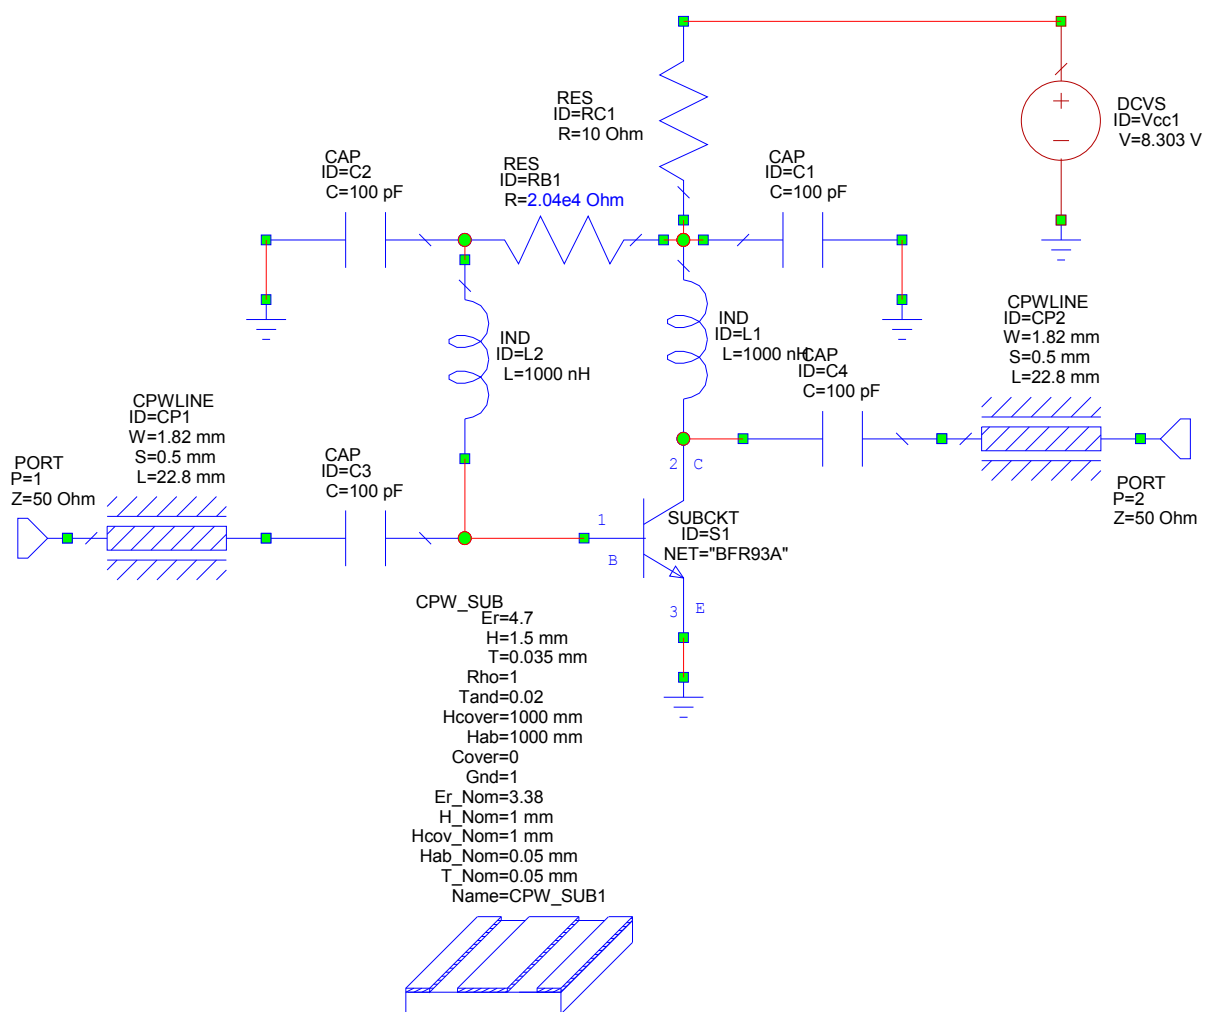 RES
ID=RC1
R=10 Ohm
DCVS
ID=Vcc1
V=8.303 V
CAP
ID=C2
C=100 pF
RES
ID=RB1
R=2.04e4 Ohm
CAP
ID=C1
C=100 pF
IND
ID=L2
L=1000 nH
IND
ID=L1
L=1000 nH
CAP
ID=C4
C=100 pF
CPWLINE
ID=CP2
W=1.82 mm
S=0.5 mm
L=22.8 mm
CPWLINE
ID=CP1
W=1.82 mm
S=0.5 mm
L=22.8 mm
PORT
P=1
Z=50 Ohm
CAP
ID=C3
C=100 pF
2 C
1
B
3 E
SUBCKT
ID=S1
NET="BFR93A"
PORT
P=2
Z=50 Ohm
CPW_SUB
Er=4.7
H=1.5 mm
T=0.035 mm
Rho=1
Tand=0.02
Hcover=1000 mm
Hab=1000 mm
Cover=0
Gnd=1
Er_Nom=3.38
H_Nom=1 mm
Hcov_Nom=1 mm
Hab_Nom=0.05 mm
T_Nom=0.05 mm
Name=CPW_SUB1